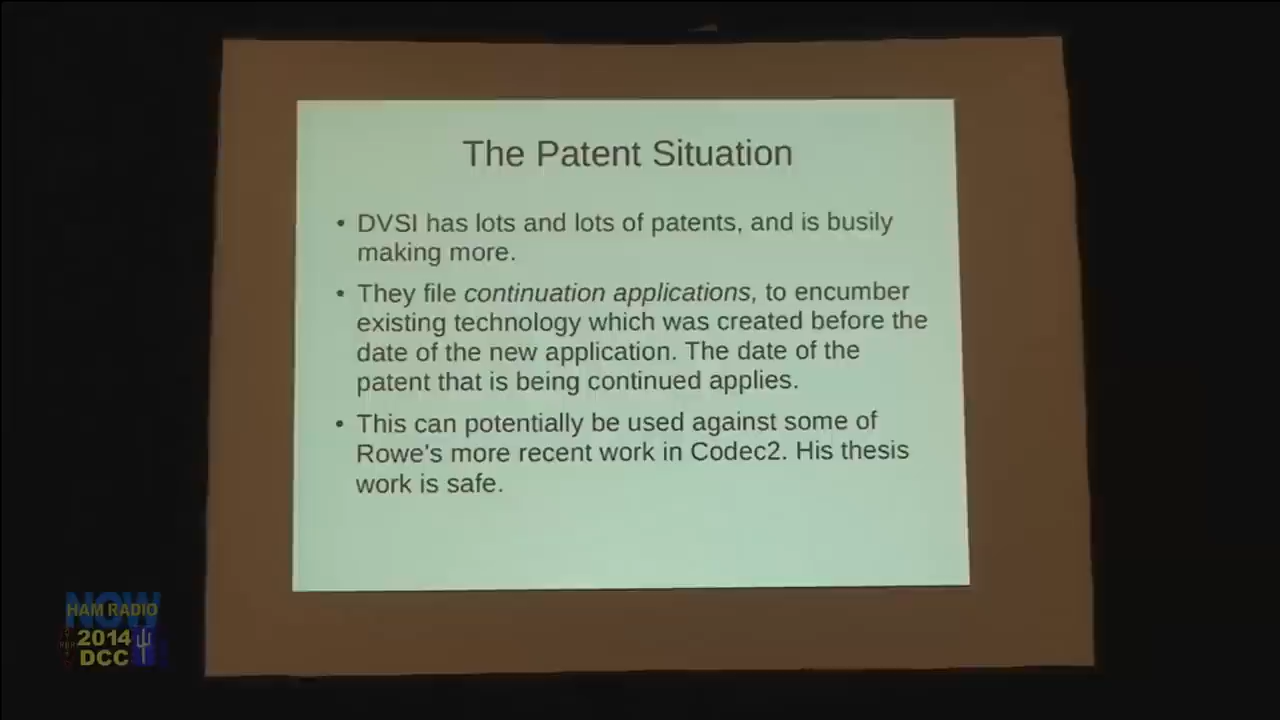 The Patent Situation
• DVSI has lots and lots of patents, and is busily
making more.
• They file continuation applications, to encumber
existing technology which was created before the
date of the new application. The date of the
patent that is being continued applies.
• This can potentially be used against some of
Rowe's more recent work in Codec2. His thesis
work is safe.
NOW
HAM RADIO
2014
DCC